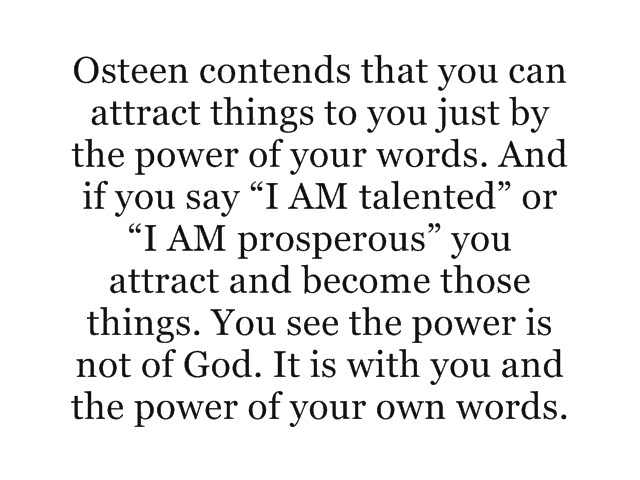 Osteen contends that you can
attract things to you just by
the power of your words. And
if you say “I AM talented” or
“I AM prosperous” you
attract and become those
things. You see the power is
not of God. It is with you and
the power of your own words.